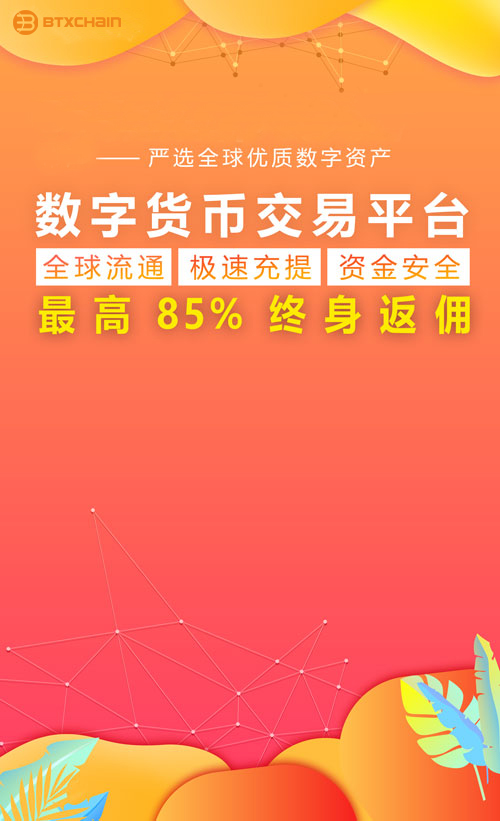 BTXCHAIN
—— 严选全球优质数字资产
数字货币交易平台
全球流通 极速充提 资金安全
最高 85% 终身返佣